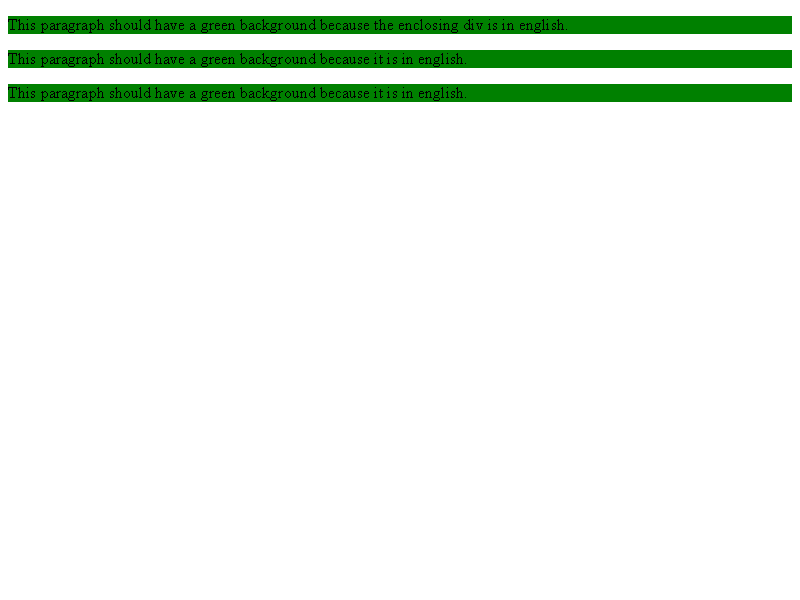 This paragraph should have a green background because the enclosing div is in english.
This paragraph should have a green background because it is in english.
This paragraph should have a green background because it is in english.